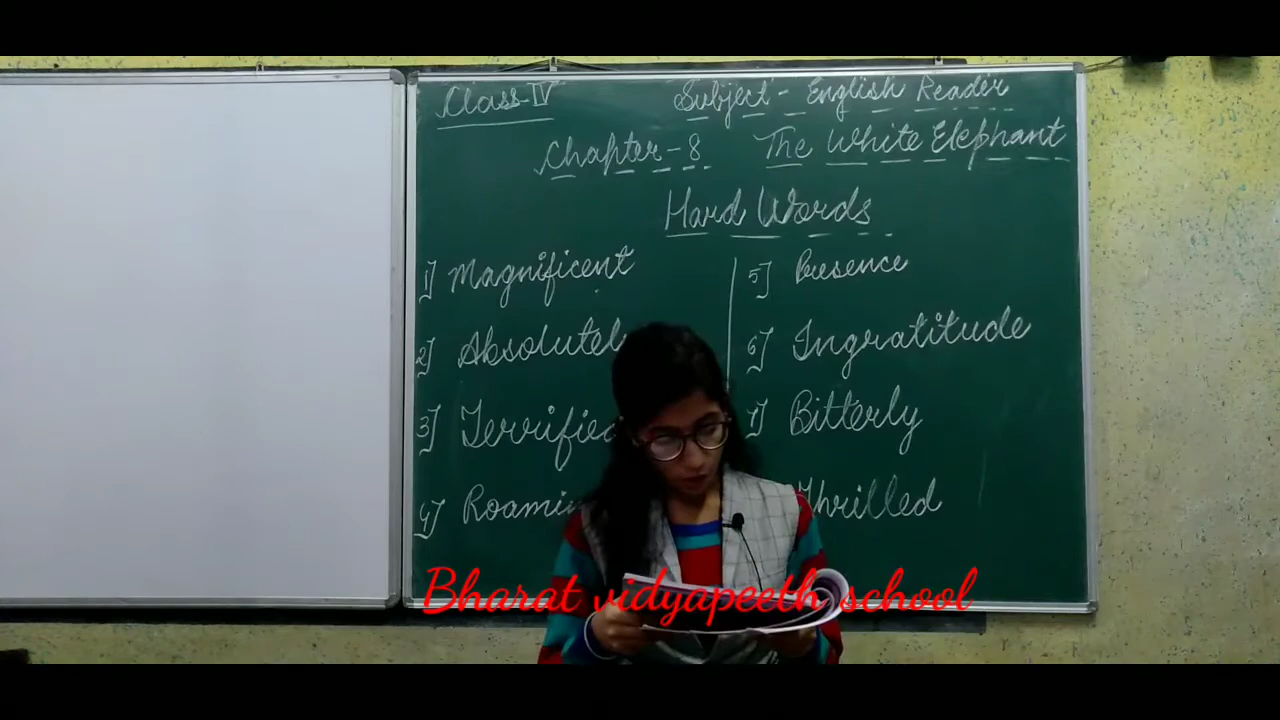 Class-IV Subject - English Reader
Chapter-8 The White Elephant
Hard Words
1] Magnificent
2] Absolutel
3] Terrified
4] Roamin
5] Presence
6] Ingratitude
7] Bitterly
Thrilled
Bharat vidyapeeth school